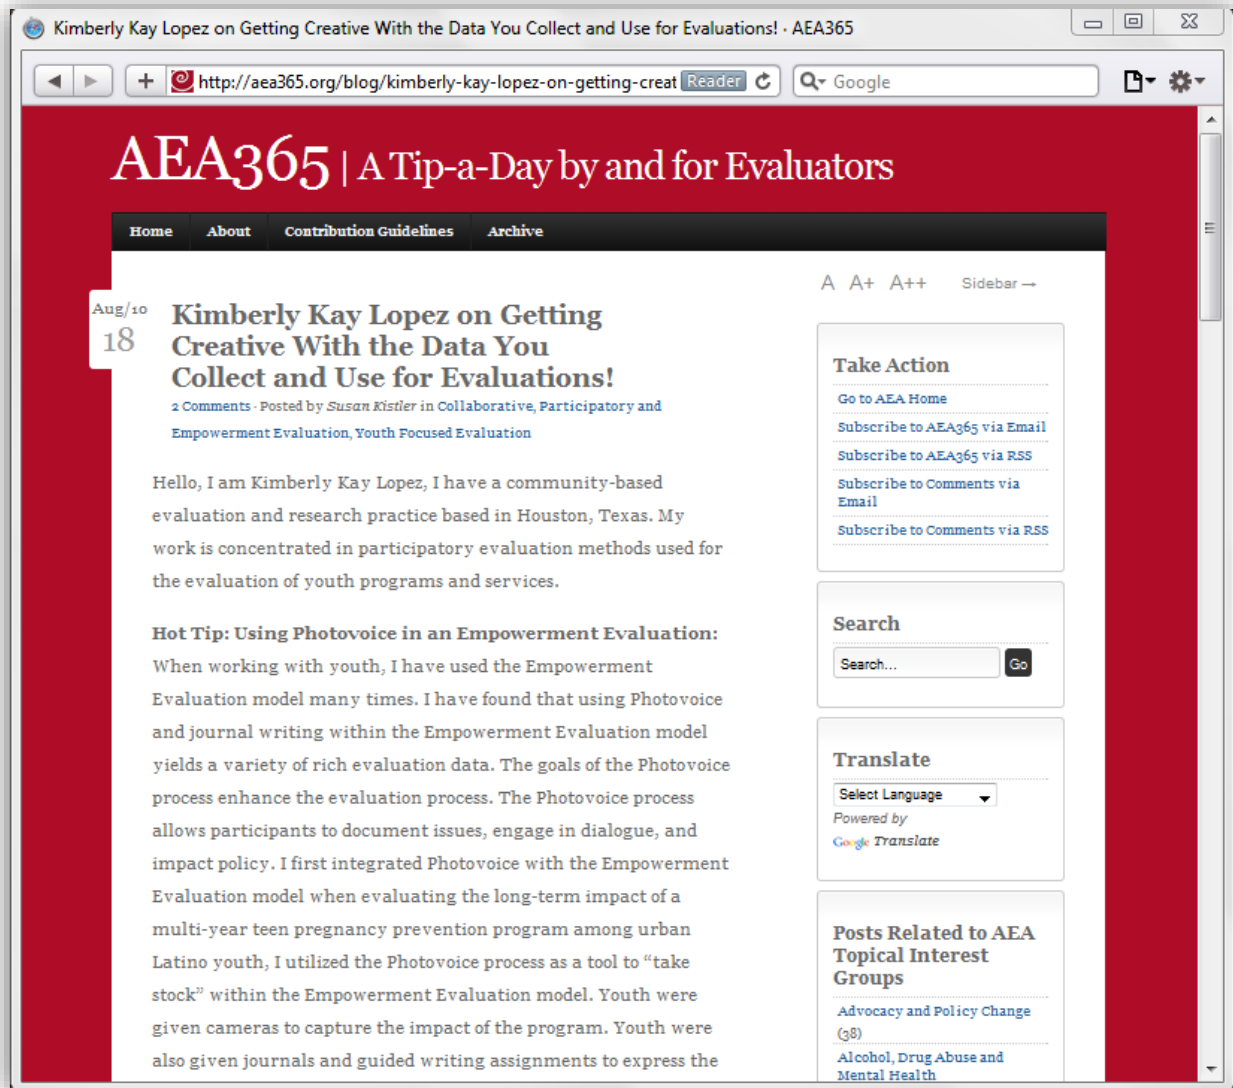 Kimberly Kay Lopez on Getting Creative With the Data You Collect and Use for Evaluations! · AEA365
http://aea365.org/blog/kimberly-kay-lopez-on-getting-creat Reader
Google
AEA365 | A Tip-a-Day by and for Evaluators
Home About Contribution Guidelines Archive
A A+ A++ Sidebar →
Aug/10
18
Kimberly Kay Lopez on Getting
Creative With the Data You
Collect and Use for Evaluations!
2 Comments · Posted by Susan Kistler in Collaborative, Participatory and
Empowerment Evaluation, Youth Focused Evaluation
Hello, I am Kimberly Kay Lopez, I have a community-based
evaluation and research practice based in Houston, Texas. My
work is concentrated in participatory evaluation methods used for
the evaluation of youth programs and services.
Hot Tip: Using Photovoice in an Empowerment Evaluation:
When working with youth, I have used the Empowerment
Evaluation model many times. I have found that using Photovoice
and journal writing within the Empowerment Evaluation model
yields a variety of rich evaluation data. The goals of the Photovoice
process enhance the evaluation process. The Photovoice process
allows participants to document issues, engage in dialogue, and
impact policy. I first integrated Photovoice with the Empowerment
Evaluation model when evaluating the long-term impact of a
multi-year teen pregnancy prevention program among urban
Latino youth, I utilized the Photovoice process as a tool to “take
stock” within the Empowerment Evaluation model. Youth were
given cameras to capture the impact of the program. Youth were
also given journals and guided writing assignments to express the
Take Action
Go to AEA Home
Subscribe to AEA365 via Email
Subscribe to AEA365 via RSS
Subscribe to Comments via
Email
Subscribe to Comments via RSS
Search
Search...
Go
Translate
Select Language
Powered by
Google Translate
Posts Related to AEA
Topical Interest
Groups
Advocacy and Policy Change
(38)
Alcohol, Drug Abuse and
Mental Health